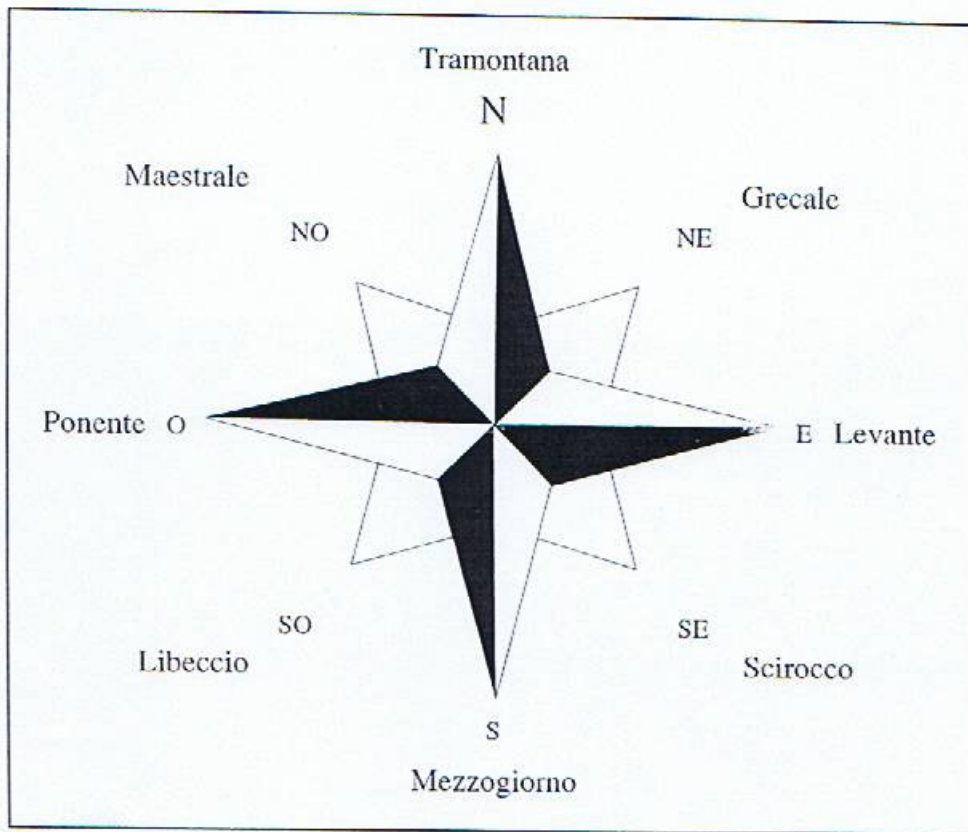 Tramontana
N
Maestrale
Grecale
NO
NE
Ponente O
E Levante
SO
SE
Libeccio
Scirocco
S
Mezzogiorno